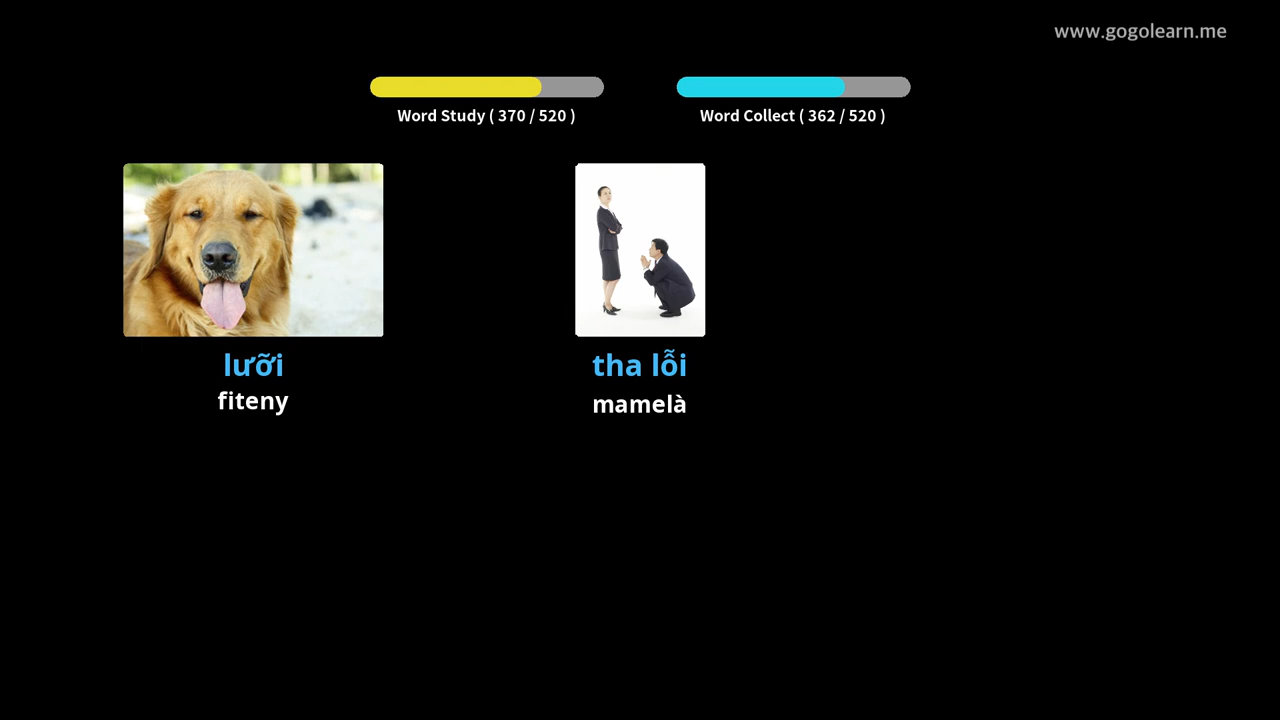 www.gogolearn.me
Word Study ( 370 / 520 )
Word Collect ( 362 / 520 )
lưỡi
fiteny
tha lỗi
mamelà